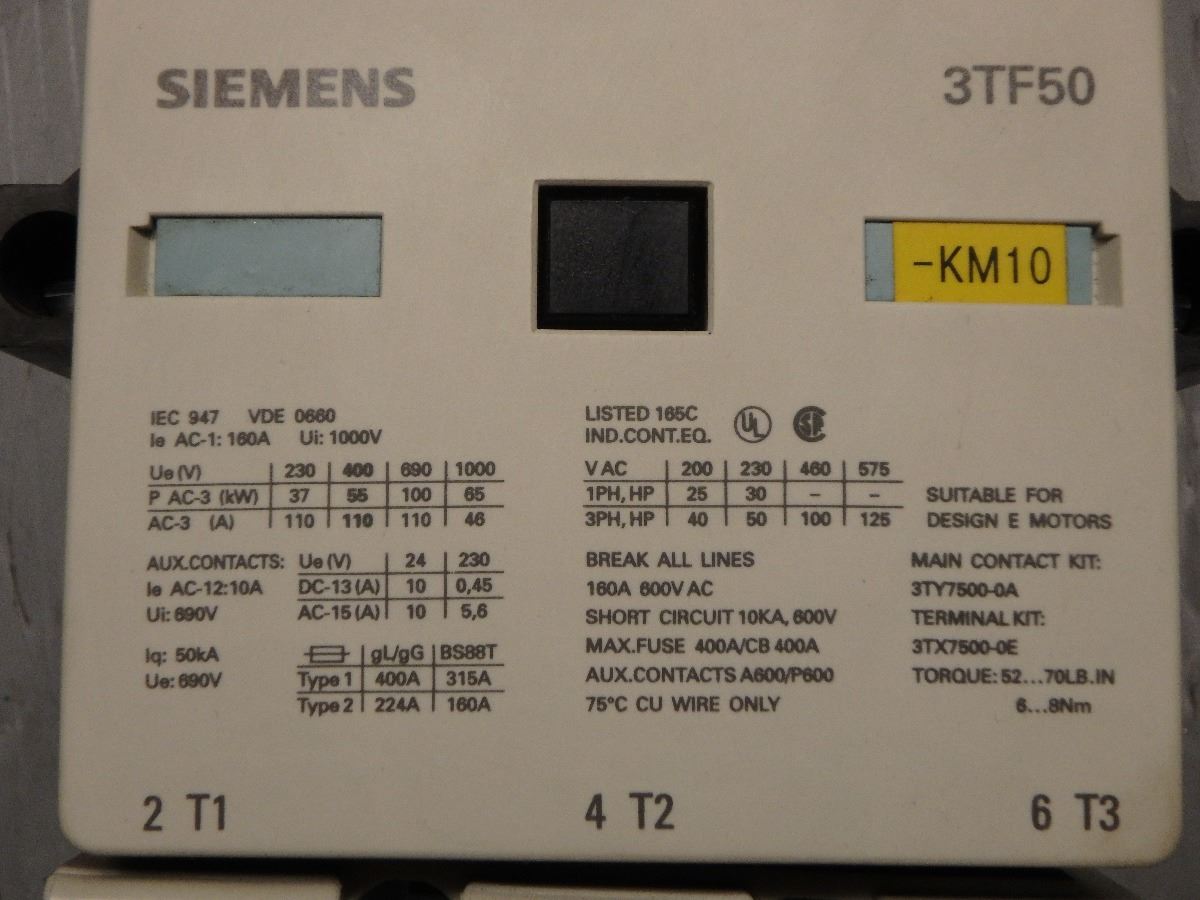 SIEMENS 3TF50
-KM10
IEC 947 VDE 0660
Ie AC-1: 160A Ui: 1000V
Ue (V) 230 400 690 1000
P AC-3 (kW) 37 55 100 65
AC-3 (A) 110 110 110 46
AUX.CONTACTS: Ue (V) 24 230
Ie AC-12:10A DC-13 (A) 10 0,45
Ui: 690V AC-15 (A) 10 5,6
Iq: 50kA gL/gG BS88T
Ue: 690V Type 1 400A 315A
Type 2 224A 160A
LISTED 165C UL SP
IND.CONT.EQ.
V AC 200 230 460 575
1PH, HP 25 30 - -
3PH, HP 40 50 100 125
SUITABLE FOR
DESIGN E MOTORS
BREAK ALL LINES
160A 600V AC
SHORT CIRCUIT 10KA, 600V
MAX.FUSE 400A/CB 400A
AUX.CONTACTS A600/P600
75°C CU WIRE ONLY
MAIN CONTACT KIT:
3TY7500-0A
TERMINAL KIT:
3TX7500-0E
TORQUE: 52...70LB.IN
6...8Nm
2 T1 4 T2 6 T3